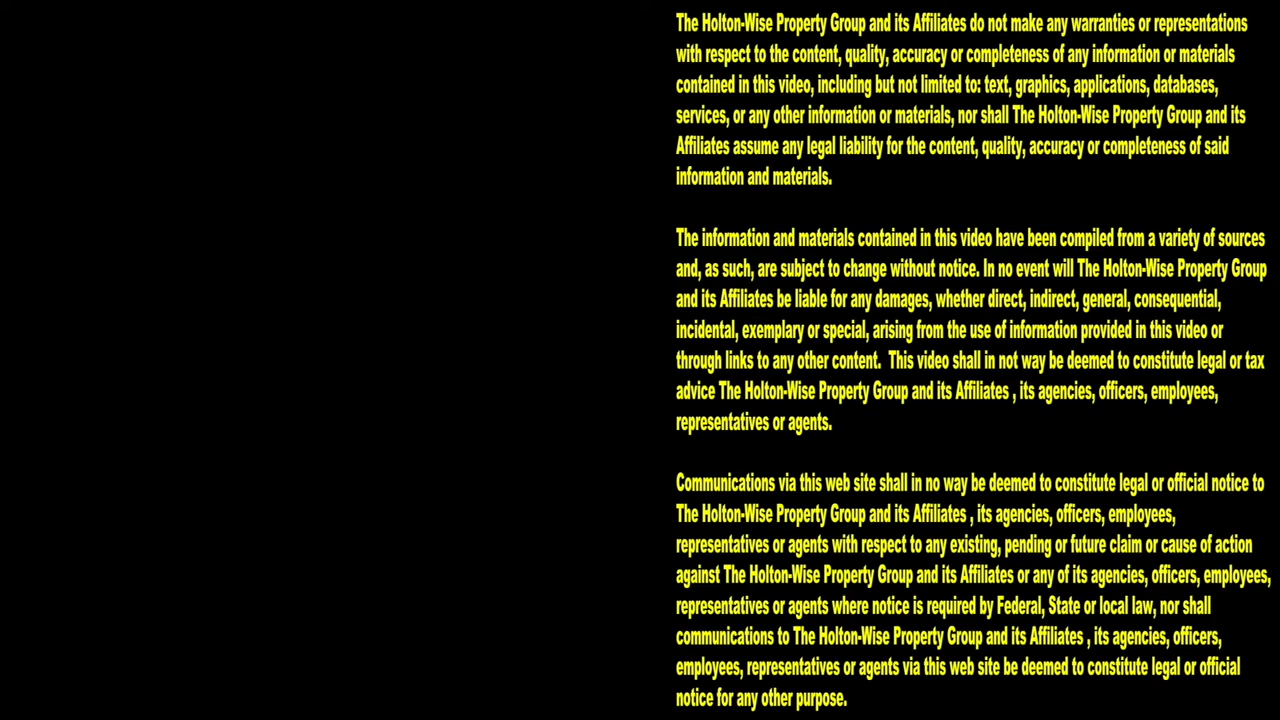 The Holton-Wise Property Group and its Affiliates do not make any warranties or representations
with respect to the content, quality, accuracy or completeness of any information or materials
contained in this video, including but not limited to: text, graphics, applications, databases,
services, or any other information or materials, nor shall The Holton-Wise Property Group and its
Affiliates assume any legal liability for the content, quality, accuracy or completeness of said
information and materials.
The information and materials contained in this video have been compiled from a variety of sources
and, as such, are subject to change without notice. In no event will The Holton-Wise Property Group
and its Affiliates be liable for any damages, whether direct, indirect, general, consequential,
incidental, exemplary or special, arising from the use of information provided in this video or
through links to any other content.  This video shall in not way be deemed to constitute legal or tax
advice The Holton-Wise Property Group and its Affiliates , its agencies, officers, employees,
representatives or agents.
Communications via this web site shall in no way be deemed to constitute legal or official notice to
The Holton-Wise Property Group and its Affiliates , its agencies, officers, employees,
representatives or agents with respect to any existing, pending or future claim or cause of action
against The Holton-Wise Property Group and its Affiliates or any of its agencies, officers, employees,
representatives or agents where notice is required by Federal, State or local law, nor shall
communications to The Holton-Wise Property Group and its Affiliates , its agencies, officers,
employees, representatives or agents via this web site be deemed to constitute legal or official
notice for any other purpose.